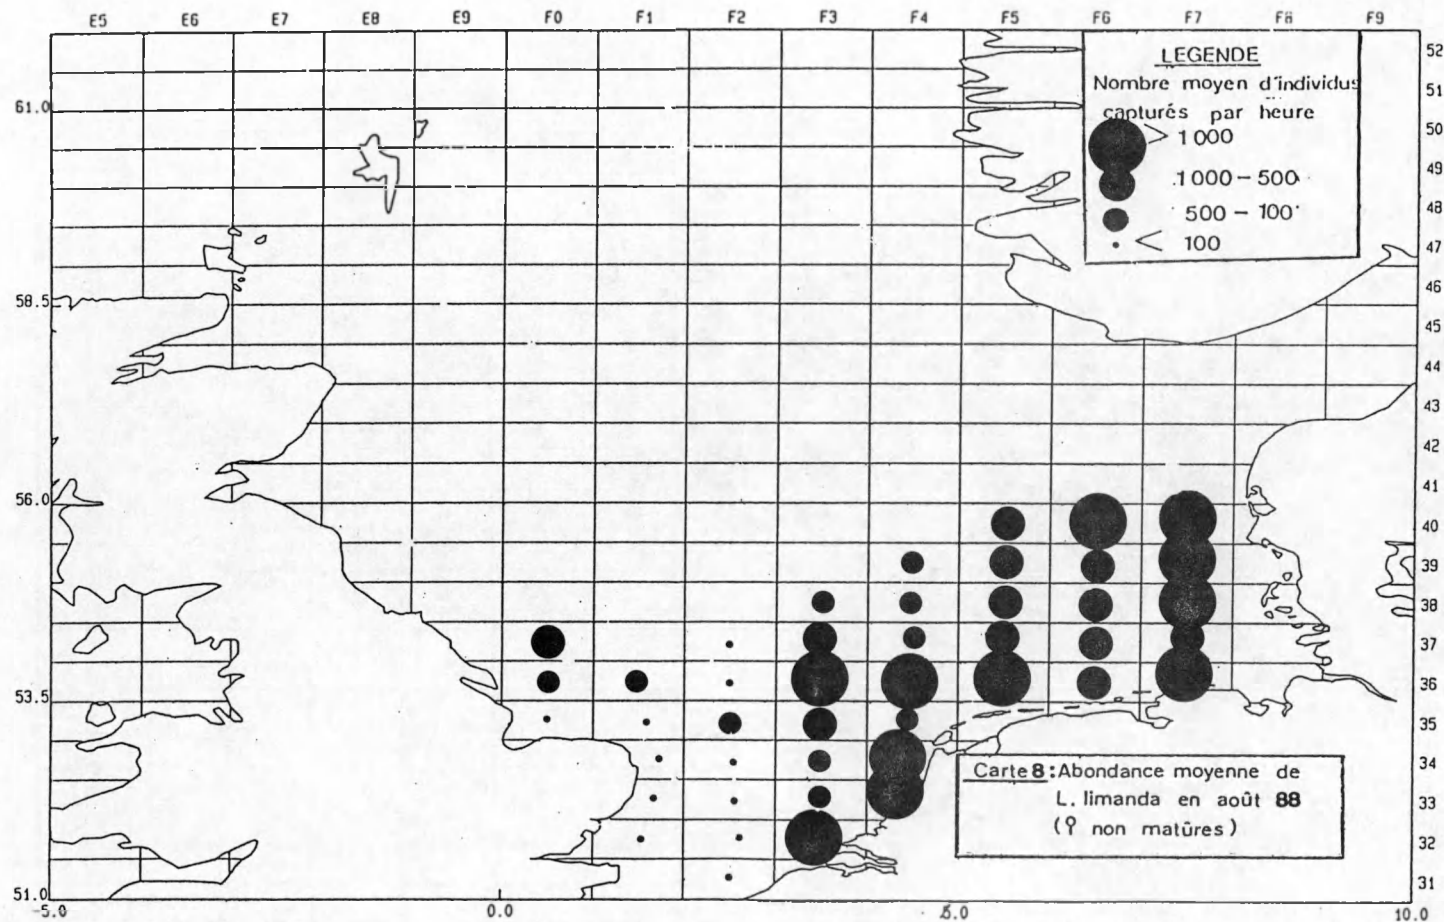 E5 E6 E7 E8 E9 F0 F1 F2 F3 F4 F5 F6 F7 F8 F9
LEGENDE
Nombre moyen d'individus
capturés par heure
> 1000
1000 - 500
500 - 100
< 100
61.0
58.5
56.0
53.5
51.0
52
51
50
49
48
47
46
45
44
43
42
41
40
39
38
37
36
35
34
33
32
31
Carte 8: Abondance moyenne de
L. limanda en août 88
(♀ non matûres)
-5.0 0.0 5.0 10.0